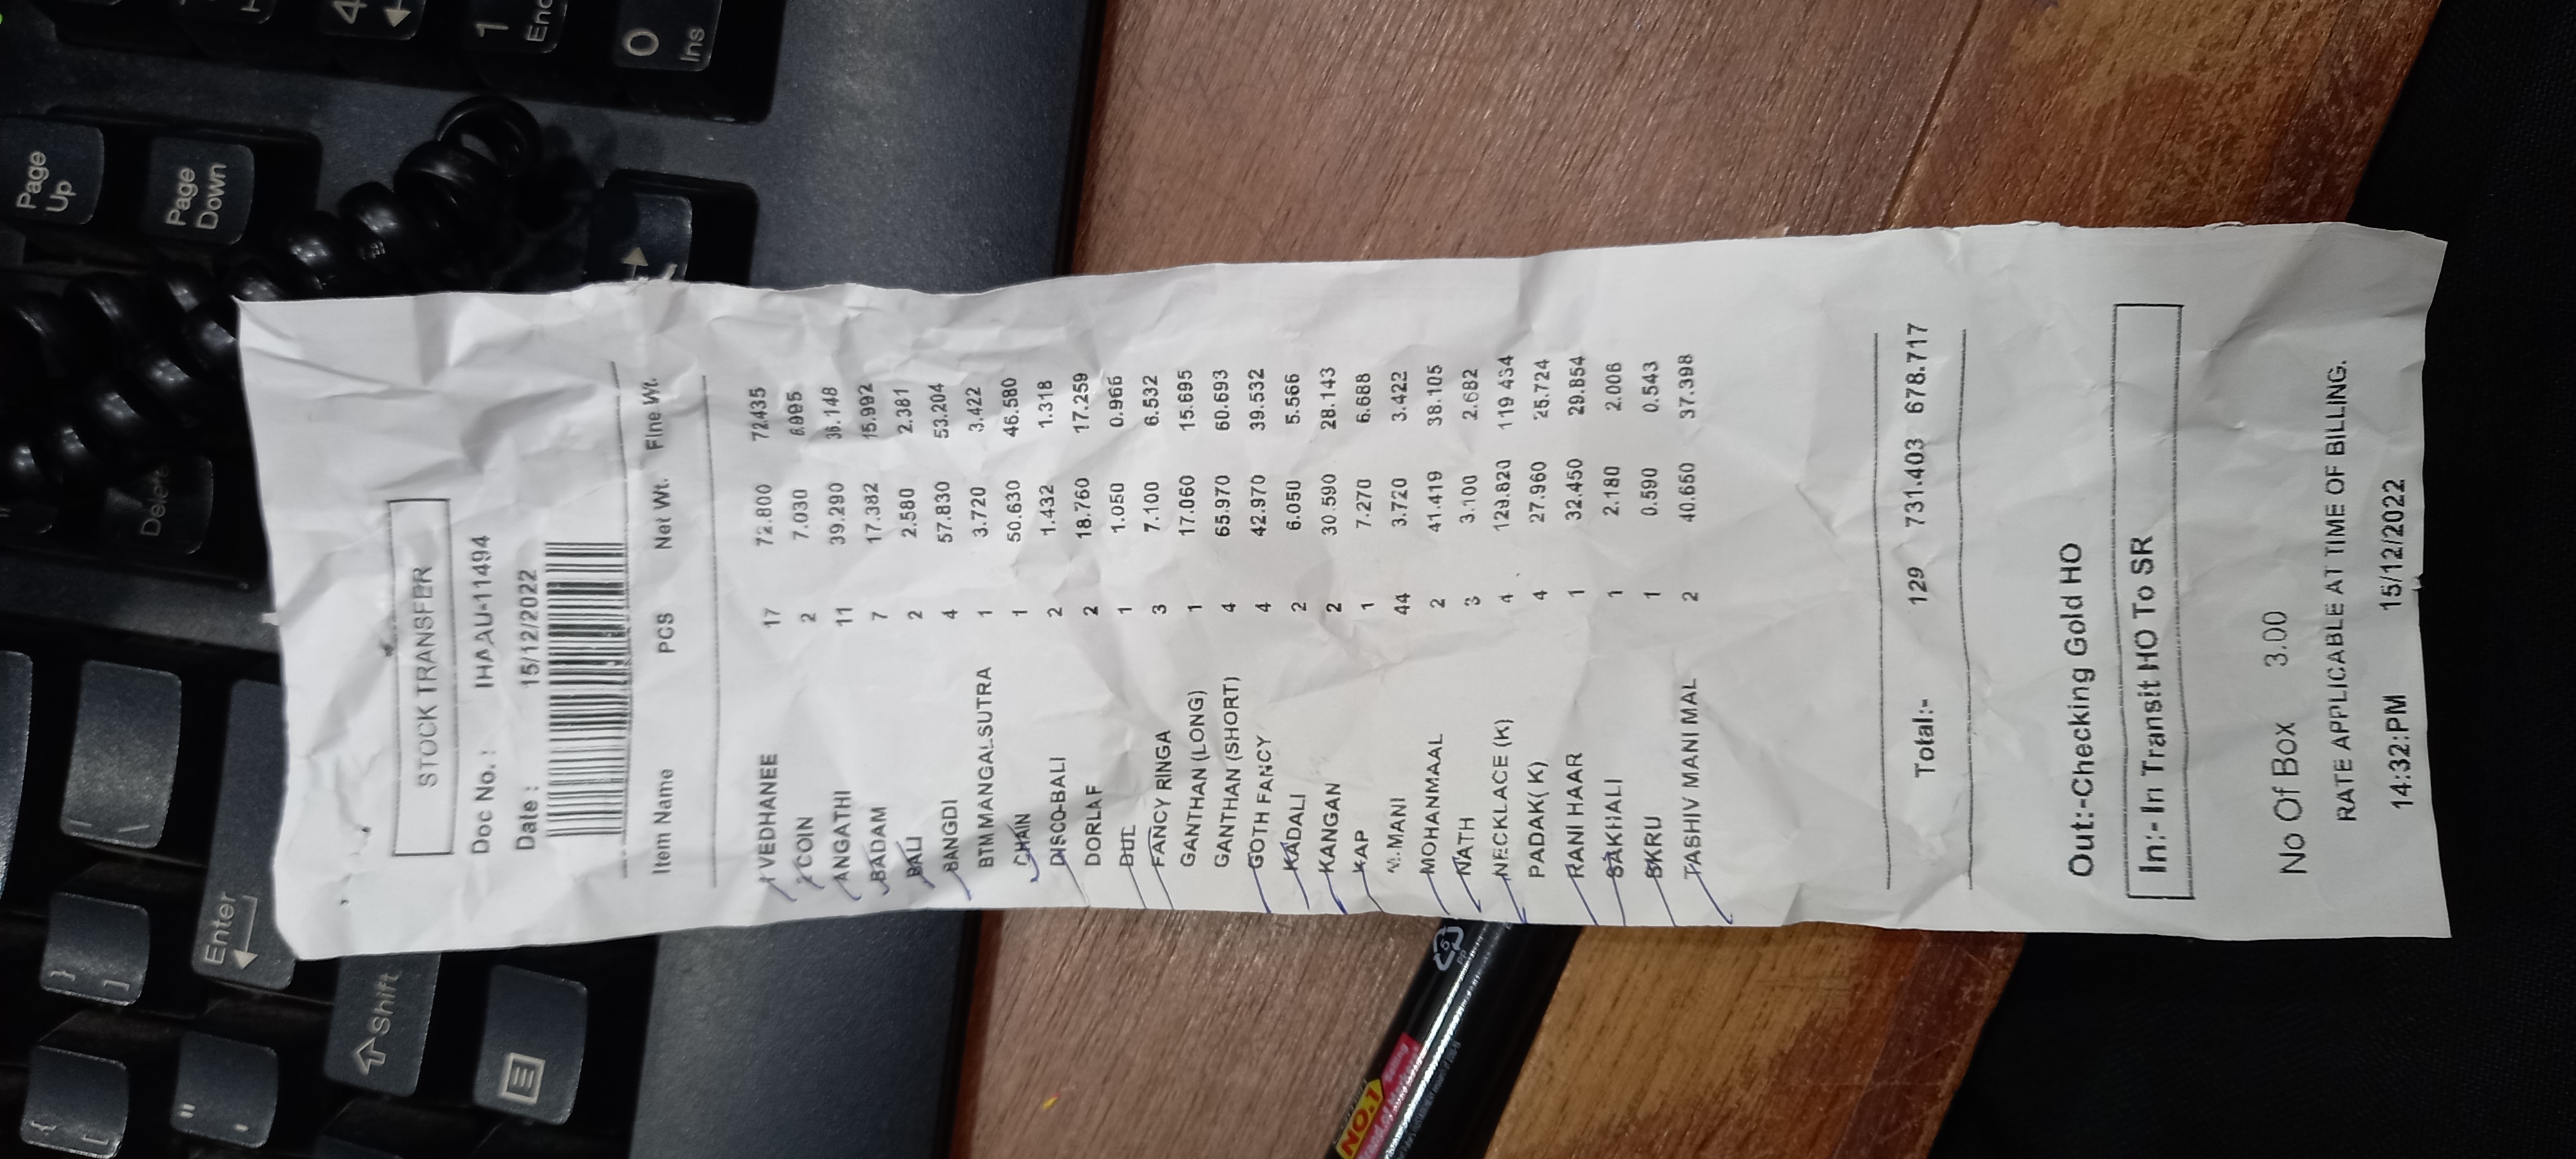 STOCK TRANSFER
Doc No. : IHAAU-11494
Date : 15/12/2022
Item Name PCS Net Wt. Fine Wt.
VEDHANEE 17 72.800 72.435
COIN 2 7.030 6.995
ANGATHI 11 39.290 36.148
BADAM 7 17.382 15.992
BALI 2 2.580 2.381
BANGDI 4 57.830 53.204
BTM MANGALSUTRA 1 3.720 3.422
CHAIN 1 50.630 46.580
DISCO-BALI 2 1.432 1.318
DORLAF 2 18.760 17.259
DUL 1 1.050 0.966
FANCY RINGA 3 7.100 6.532
GANTHAN (LONG) 1 17.060 15.695
GANTHAN (SHORT) 4 65.970 60.693
GOTH FANCY 4 42.970 39.532
KADALI 2 6.050 5.566
KANGAN 2 30.590 28.143
KAP 1 7.270 6.688
MANI 44 3.720 3.422
MOHANMAAL 2 41.419 38.105
NATH 3 3.100 2.682
NECKLACE (K) 4 129.820 119.434
PADAK( K) 4 27.960 25.724
RANI HAAR 1 32.450 29.854
SAKHALI 1 2.180 2.006
SKRU 1 0.590 0.543
TASHIV MANI MAL 2 40.650 37.398
Total:- 129 731.403 678.717
Out:-Checking Gold HO
In:- In Transit HO To SR
No Of Box 3.00
RATE APPLICABLE AT TIME OF BILLING.
14:32:PM 15/12/2022
Page Up
Page Down
Delete
Enter
Shift
4
1 End
0 Ins
{ [
} ]
" '
| \
NO.1
5
PP